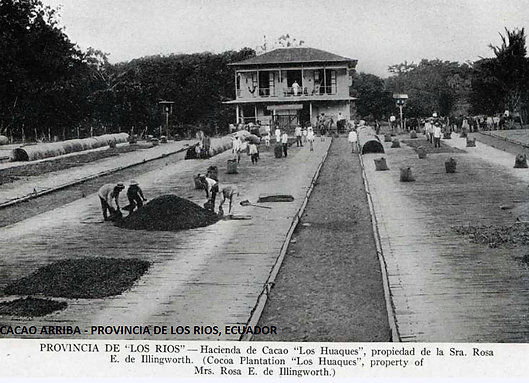 CACAO ARRIBA - PROVINCIA DE LOS RIOS, ECUADOR
PROVINCIA DE "LOS RIOS" — Hacienda de Cacao "Los Huaques", propiedad de la Sra. Rosa
E. de Illingworth. (Cocoa Plantation "Los Huaques", property of
Mrs. Rosa E. de Illingworth.)